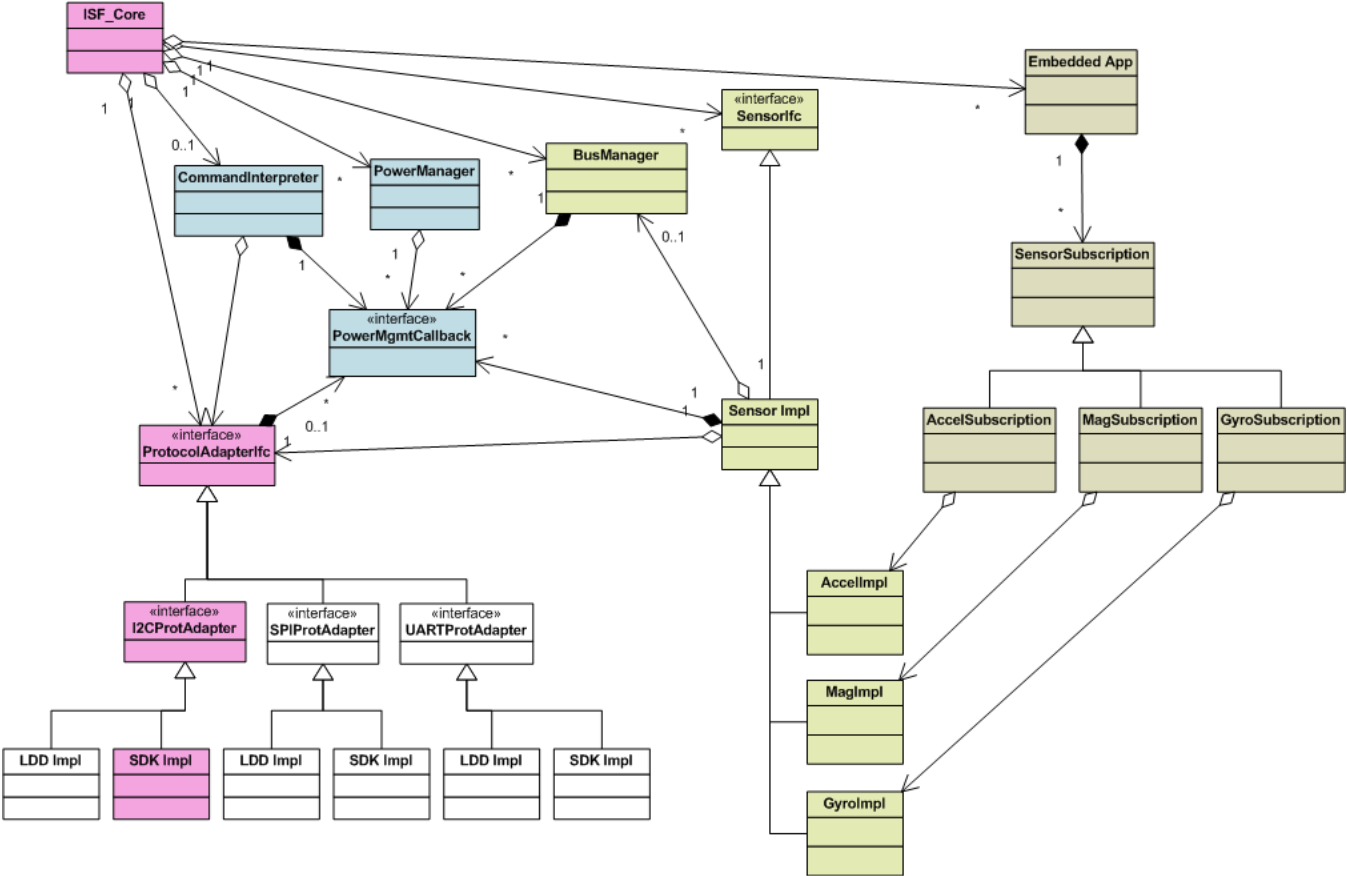 ISF_Core
Embedded App
«interface»
SensorIfc
1
1
1
1
1
1
*
0..1
*
BusManager
*
*
1
CommandInterpreter
PowerManager
1
*
0..1
1
1
*
*
SensorSubscription
«interface»
PowerMgmtCallback
*
1
*
*
0..1
1
1
1
Sensor Impl
AccelSubscription
MagSubscription
GyroSubscription
«interface»
ProtocolAdapterIfc
AccelImpl
«interface»
I2CProtAdapter
«interface»
SPIProtAdapter
«interface»
UARTProtAdapter
MagImpl
LDD Impl
SDK Impl
LDD Impl
SDK Impl
LDD Impl
SDK Impl
GyroImpl